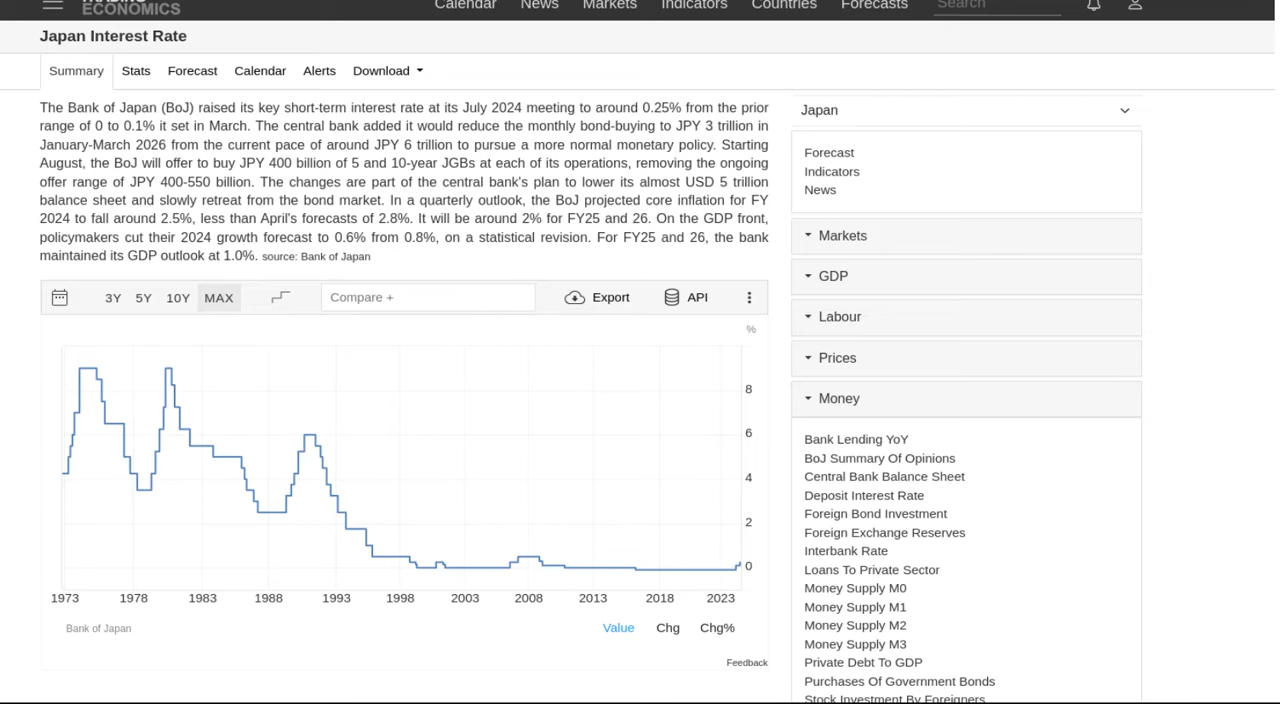 TRADING
ECONOMICS
Calendar
News
Markets
Indicators
Countries
Forecasts
Search
Japan Interest Rate
Summary
Stats
Forecast
Calendar
Alerts
Download
The Bank of Japan (BoJ) raised its key short-term interest rate at its July 2024 meeting to around 0.25% from the prior
range of 0 to 0.1% it set in March. The central bank added it would reduce the monthly bond-buying to JPY 3 trillion in
January-March 2026 from the current pace of around JPY 6 trillion to pursue a more normal monetary policy. Starting
August, the BoJ will offer to buy JPY 400 billion of 5 and 10-year JGBs at each of its operations, removing the ongoing
offer range of JPY 400-550 billion. The changes are part of the central bank's plan to lower its almost USD 5 trillion
balance sheet and slowly retreat from the bond market. In a quarterly outlook, the BoJ projected core inflation for FY
2024 to fall around 2.5%, less than April's forecasts of 2.8%. It will be around 2% for FY25 and 26. On the GDP front,
policymakers cut their 2024 growth forecast to 0.6% from 0.8%, on a statistical revision. For FY25 and 26, the bank
maintained its GDP outlook at 1.0%. source: Bank of Japan
3Y
5Y
10Y
MAX
Compare +
Export
API
%
8
6
4
2
0
1973
1978
1983
1988
1993
1998
2003
2008
2013
2018
2023
Bank of Japan
Value
Chg
Chg%
Feedback
Japan
Forecast
Indicators
News
Markets
GDP
Labour
Prices
Money
Bank Lending YoY
BoJ Summary Of Opinions
Central Bank Balance Sheet
Deposit Interest Rate
Foreign Bond Investment
Foreign Exchange Reserves
Interbank Rate
Loans To Private Sector
Money Supply M0
Money Supply M1
Money Supply M2
Money Supply M3
Private Debt To GDP
Purchases Of Government Bonds
Stock Investment By Foreigners